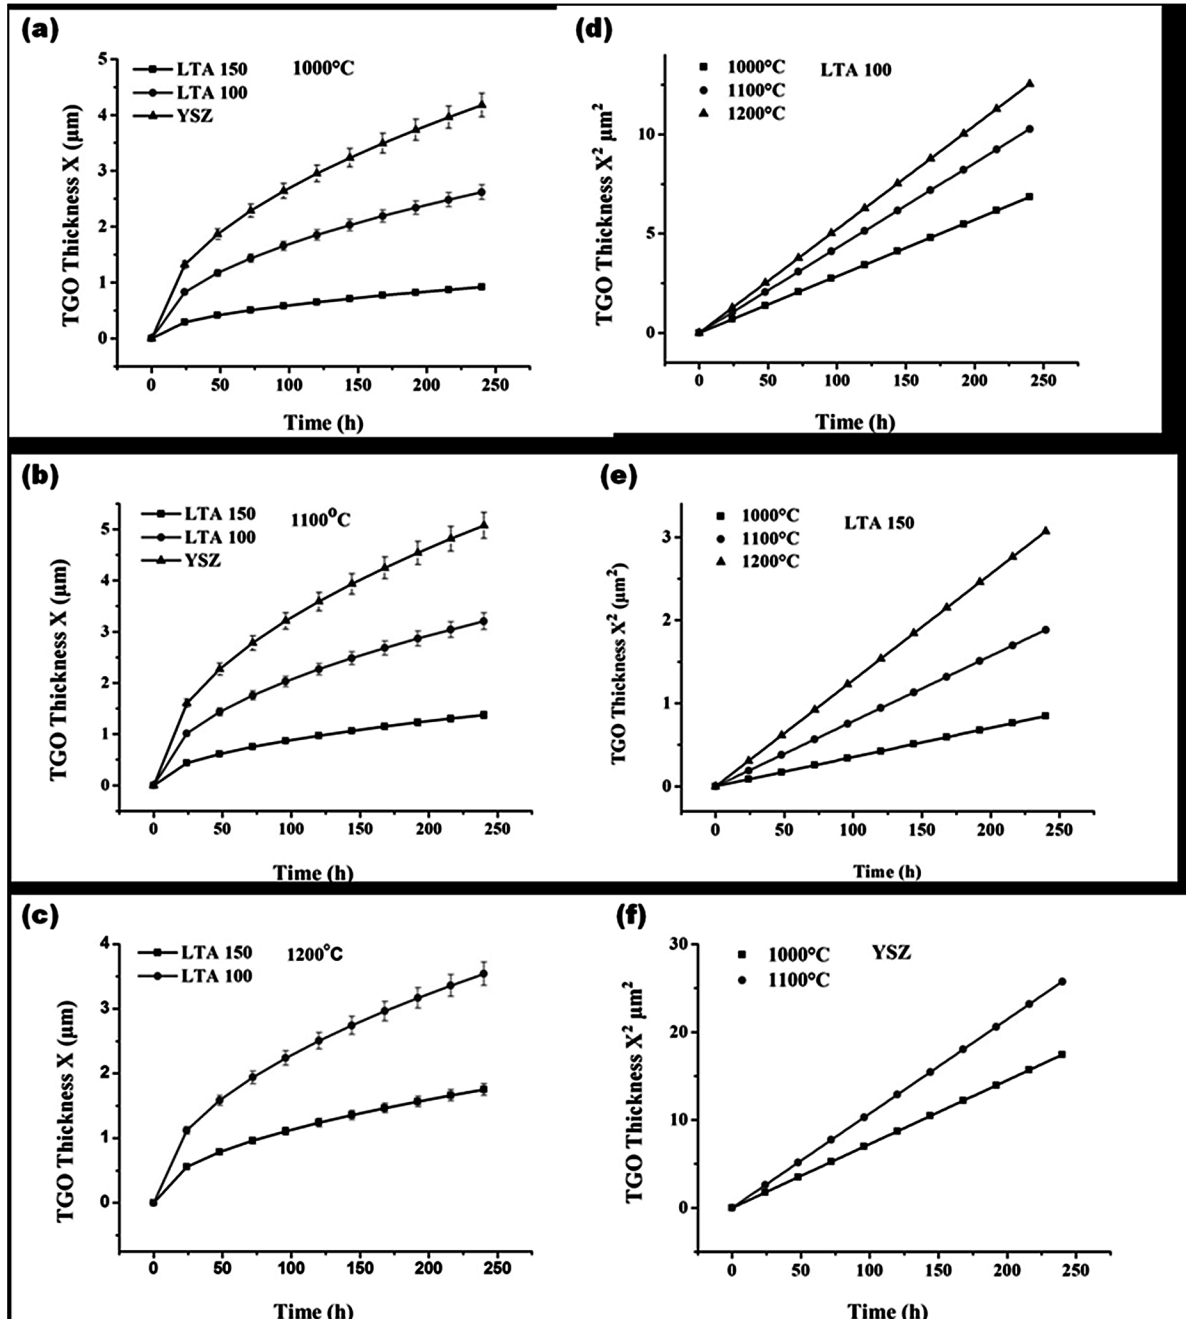 (a)
LTA 150
LTA 100
YSZ
1000°C
5
4
3
2
1
0
TGO Thickness X (μm)
0 50 100 150 200 250
Time (h)
(d)
1000°C
1100°C
1200°C
LTA 100
10
5
0
TGO Thickness X² μm²
0 50 100 150 200 250
Time (h)
(b)
LTA 150
LTA 100
YSZ
1100°C
5
4
3
2
1
0
TGO Thickness X (μm)
0 50 100 150 200 250
Time (h)
(e)
1000°C
1100°C
1200°C
LTA 150
3
2
1
0
TGO Thickness X² (μm²)
0 50 100 150 200 250
Time (h)
(c)
LTA 150
LTA 100
1200°C
4
3
2
1
0
TGO Thickness X (μm)
0 50 100 150 200 250
Time (h)
(f)
1000°C
1100°C
YSZ
30
20
10
0
TGO Thickness X² μm²
0 50 100 150 200 250
Time (h)